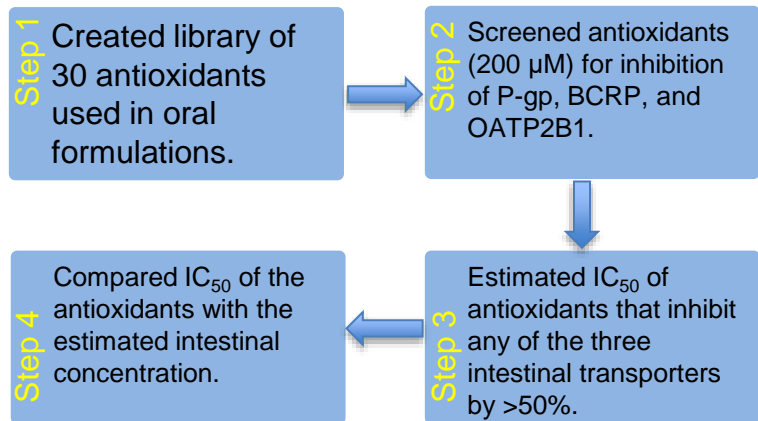 Step 1
Created library of
30 antioxidants
used in oral
formulations.
Step 2
Screened antioxidants
(200 µM) for inhibition
of P-gp, BCRP, and
OATP2B1.
Step 3
Estimated IC50 of
antioxidants that inhibit
any of the three
intestinal transporters
by >50%.
Step 4
Compared IC50 of the
antioxidants with the
estimated intestinal
concentration.